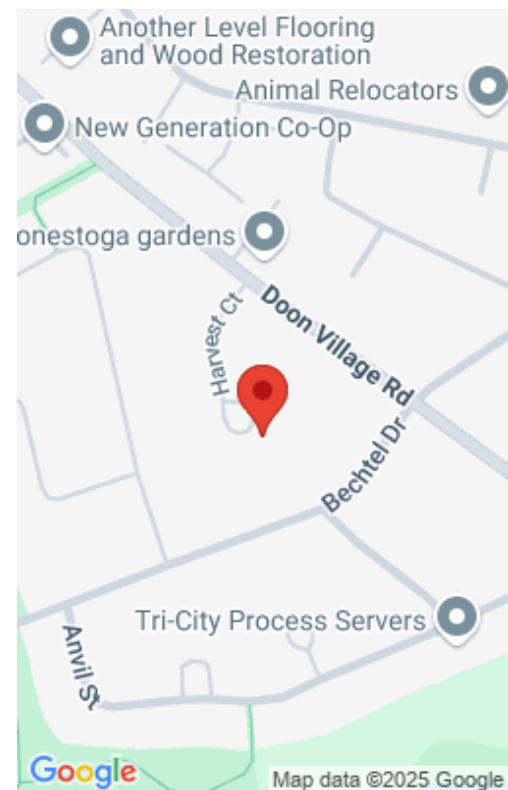 Another Level Flooring
and Wood Restoration
Animal Relocators
New Generation Co-Op
onestoga gardens
Harvest Ct
Doon Village Rd
Bechtel Dr
Tri-City Process Servers
Anvil St
Google
Map data ©2025 Google